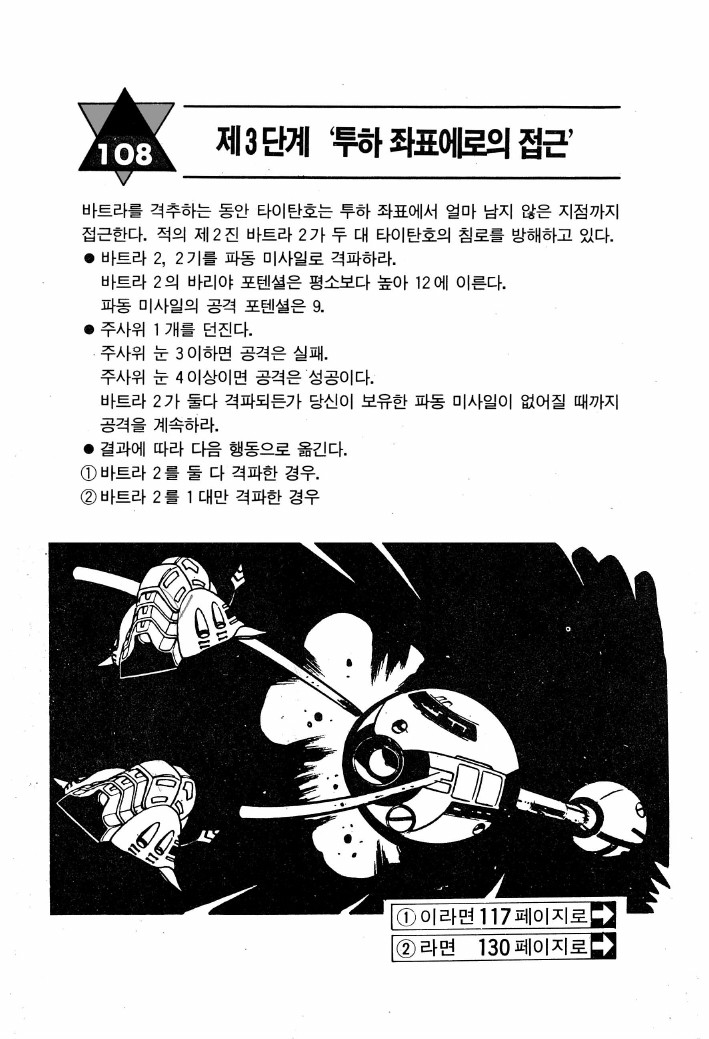 108
제3단계 '투하 좌표에로의 접근'
바트라를 격추하는 동안 타이탄호는 투하 좌표에서 얼마 남지 않은 지점까지
접근한다. 적의 제2진 바트라 2가 두 대 타이탄호의 침로를 방해하고 있다.
● 바트라 2, 2기를 파동 미사일로 격파하라.
바트라 2의 바리야 포텐셜은 평소보다 높아 12에 이른다.
파동 미사일의 공격 포텐셜은 9.
● 주사위 1개를 던진다.
주사위 눈 3이하면 공격은 실패.
주사위 눈 4이상이면 공격은 성공이다.
바트라 2가 둘다 격파되든가 당신이 보유한 파동 미사일이 없어질 때까지
공격을 계속하라.
● 결과에 따라 다음 행동으로 옮긴다.
① 바트라 2를 둘 다 격파한 경우.
② 바트라 2를 1대만 격파한 경우
① 이라면 117 페이지로
② 라면 130 페이지로